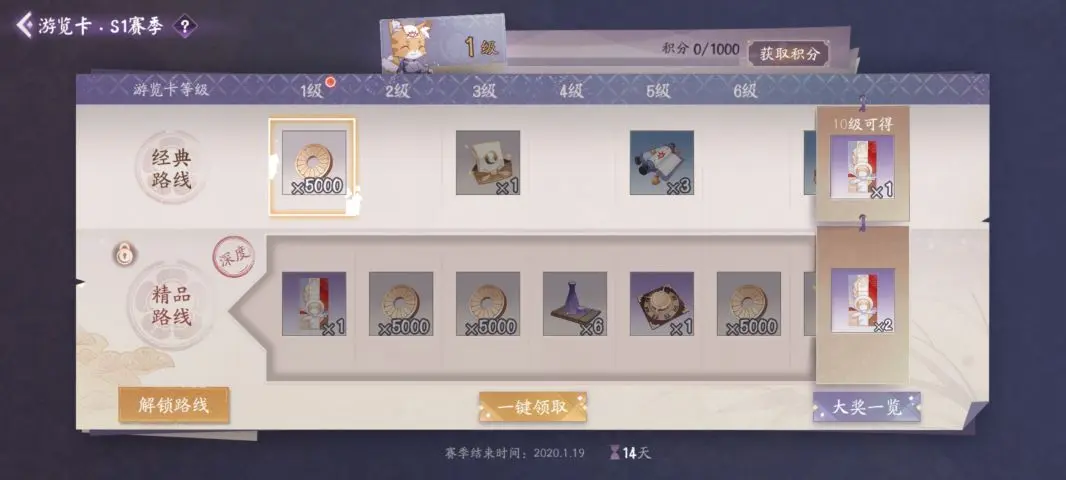 游览卡·S1赛季 ?
1级
积分 0/1000 获取积分
游览卡等级 1级 2级 3级 4级 5级 6级
10级可得
经典
路线
×5000 ×1 ×3 ×1
深度
精品
路线
×1 ×5000 ×5000 ×6 ×1 ×5000 ×2
解锁路线 一键领取 大奖一览
赛季结束时间：2020.1.19 14天